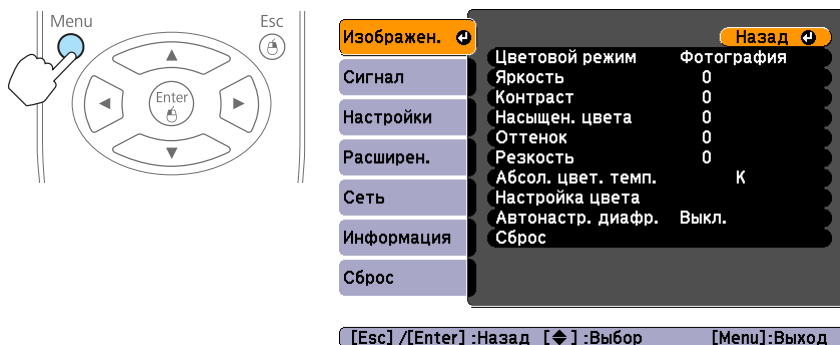 Menu
Esc
Enter
Изображен.
Сигнал
Настройки
Расширен.
Сеть
Информация
Сброс
Назад
Цветовой режим Фотография
Яркость 0
Контраст 0
Насыщен. цвета 0
Оттенок 0
Резкость 0
Абсол. цвет. темп. K
Настройка цвета
Автонастр. диафр. Выкл.
Сброс
[Esc] /[Enter] :Назад [◆] :Выбор [Menu]:Выход